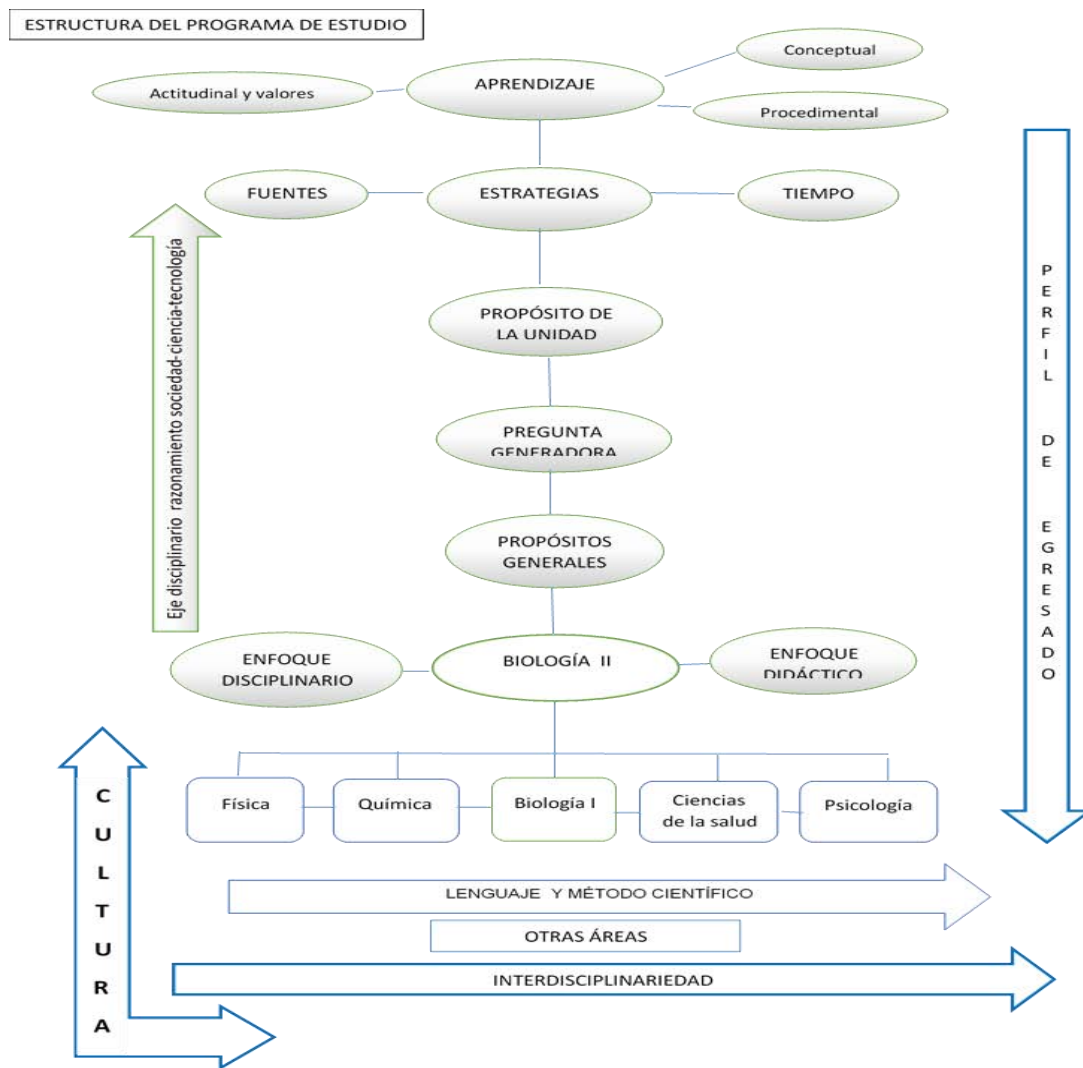 ESTRUCTURA DEL PROGRAMA DE ESTUDIO
Conceptual
APRENDIZAJE
Actitudinal y valores
Procedimental
FUENTES
ESTRATEGIAS
TIEMPO
Eje disciplinario razonamiento sociedad-ciencia-tecnología
PROPÓSITO DE
LA UNIDAD
PERFIL DE EGRESADO
PREGUNTA
GENERADORA
PROPÓSITOS
GENERALES
ENFOQUE
DISCIPLINARIO
BIOLOGÍA II
ENFOQUE
DIDÁCTICO
CULTURA
Física
Química
Biología I
Ciencias
de la salud
Psicología
LENGUAJE Y MÉTODO CIENTÍFICO
OTRAS ÁREAS
INTERDISCIPLINARIEDAD